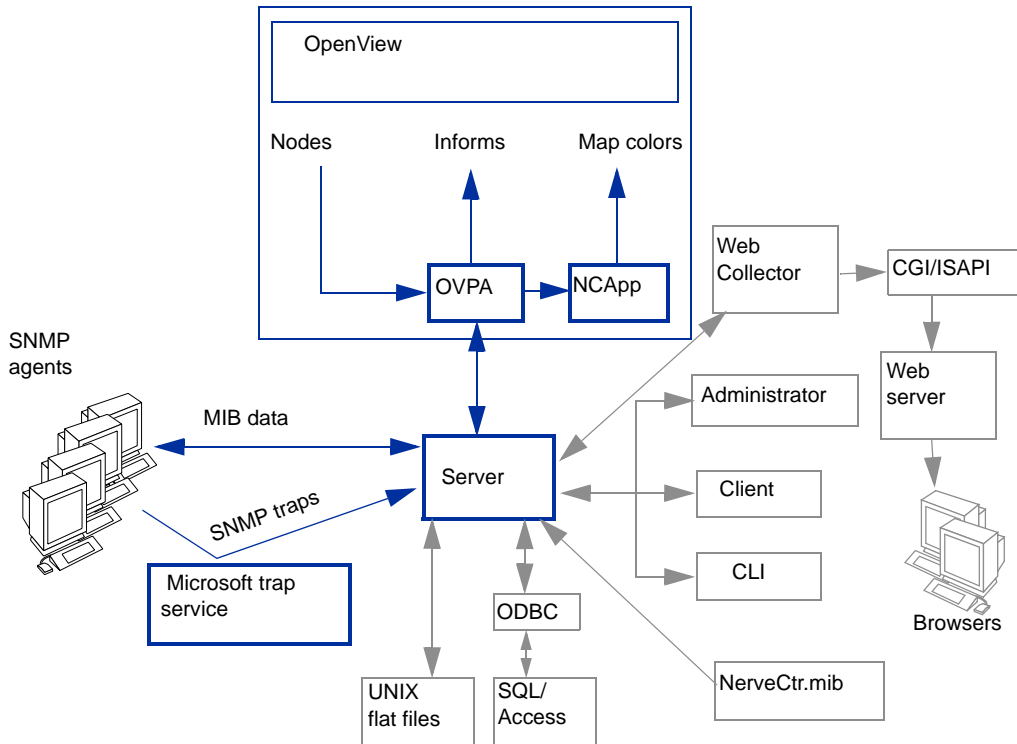 OpenView
Nodes
Informs
Map colors
OVPA
NCApp
Web
Collector
CGI/ISAPI
SNMP
agents
Web
server
MIB data
Administrator
Server
Client
SNMP traps
CLI
Microsoft trap
service
ODBC
Browsers
UNIX
flat files
SQL/
Access
NerveCtr.mib